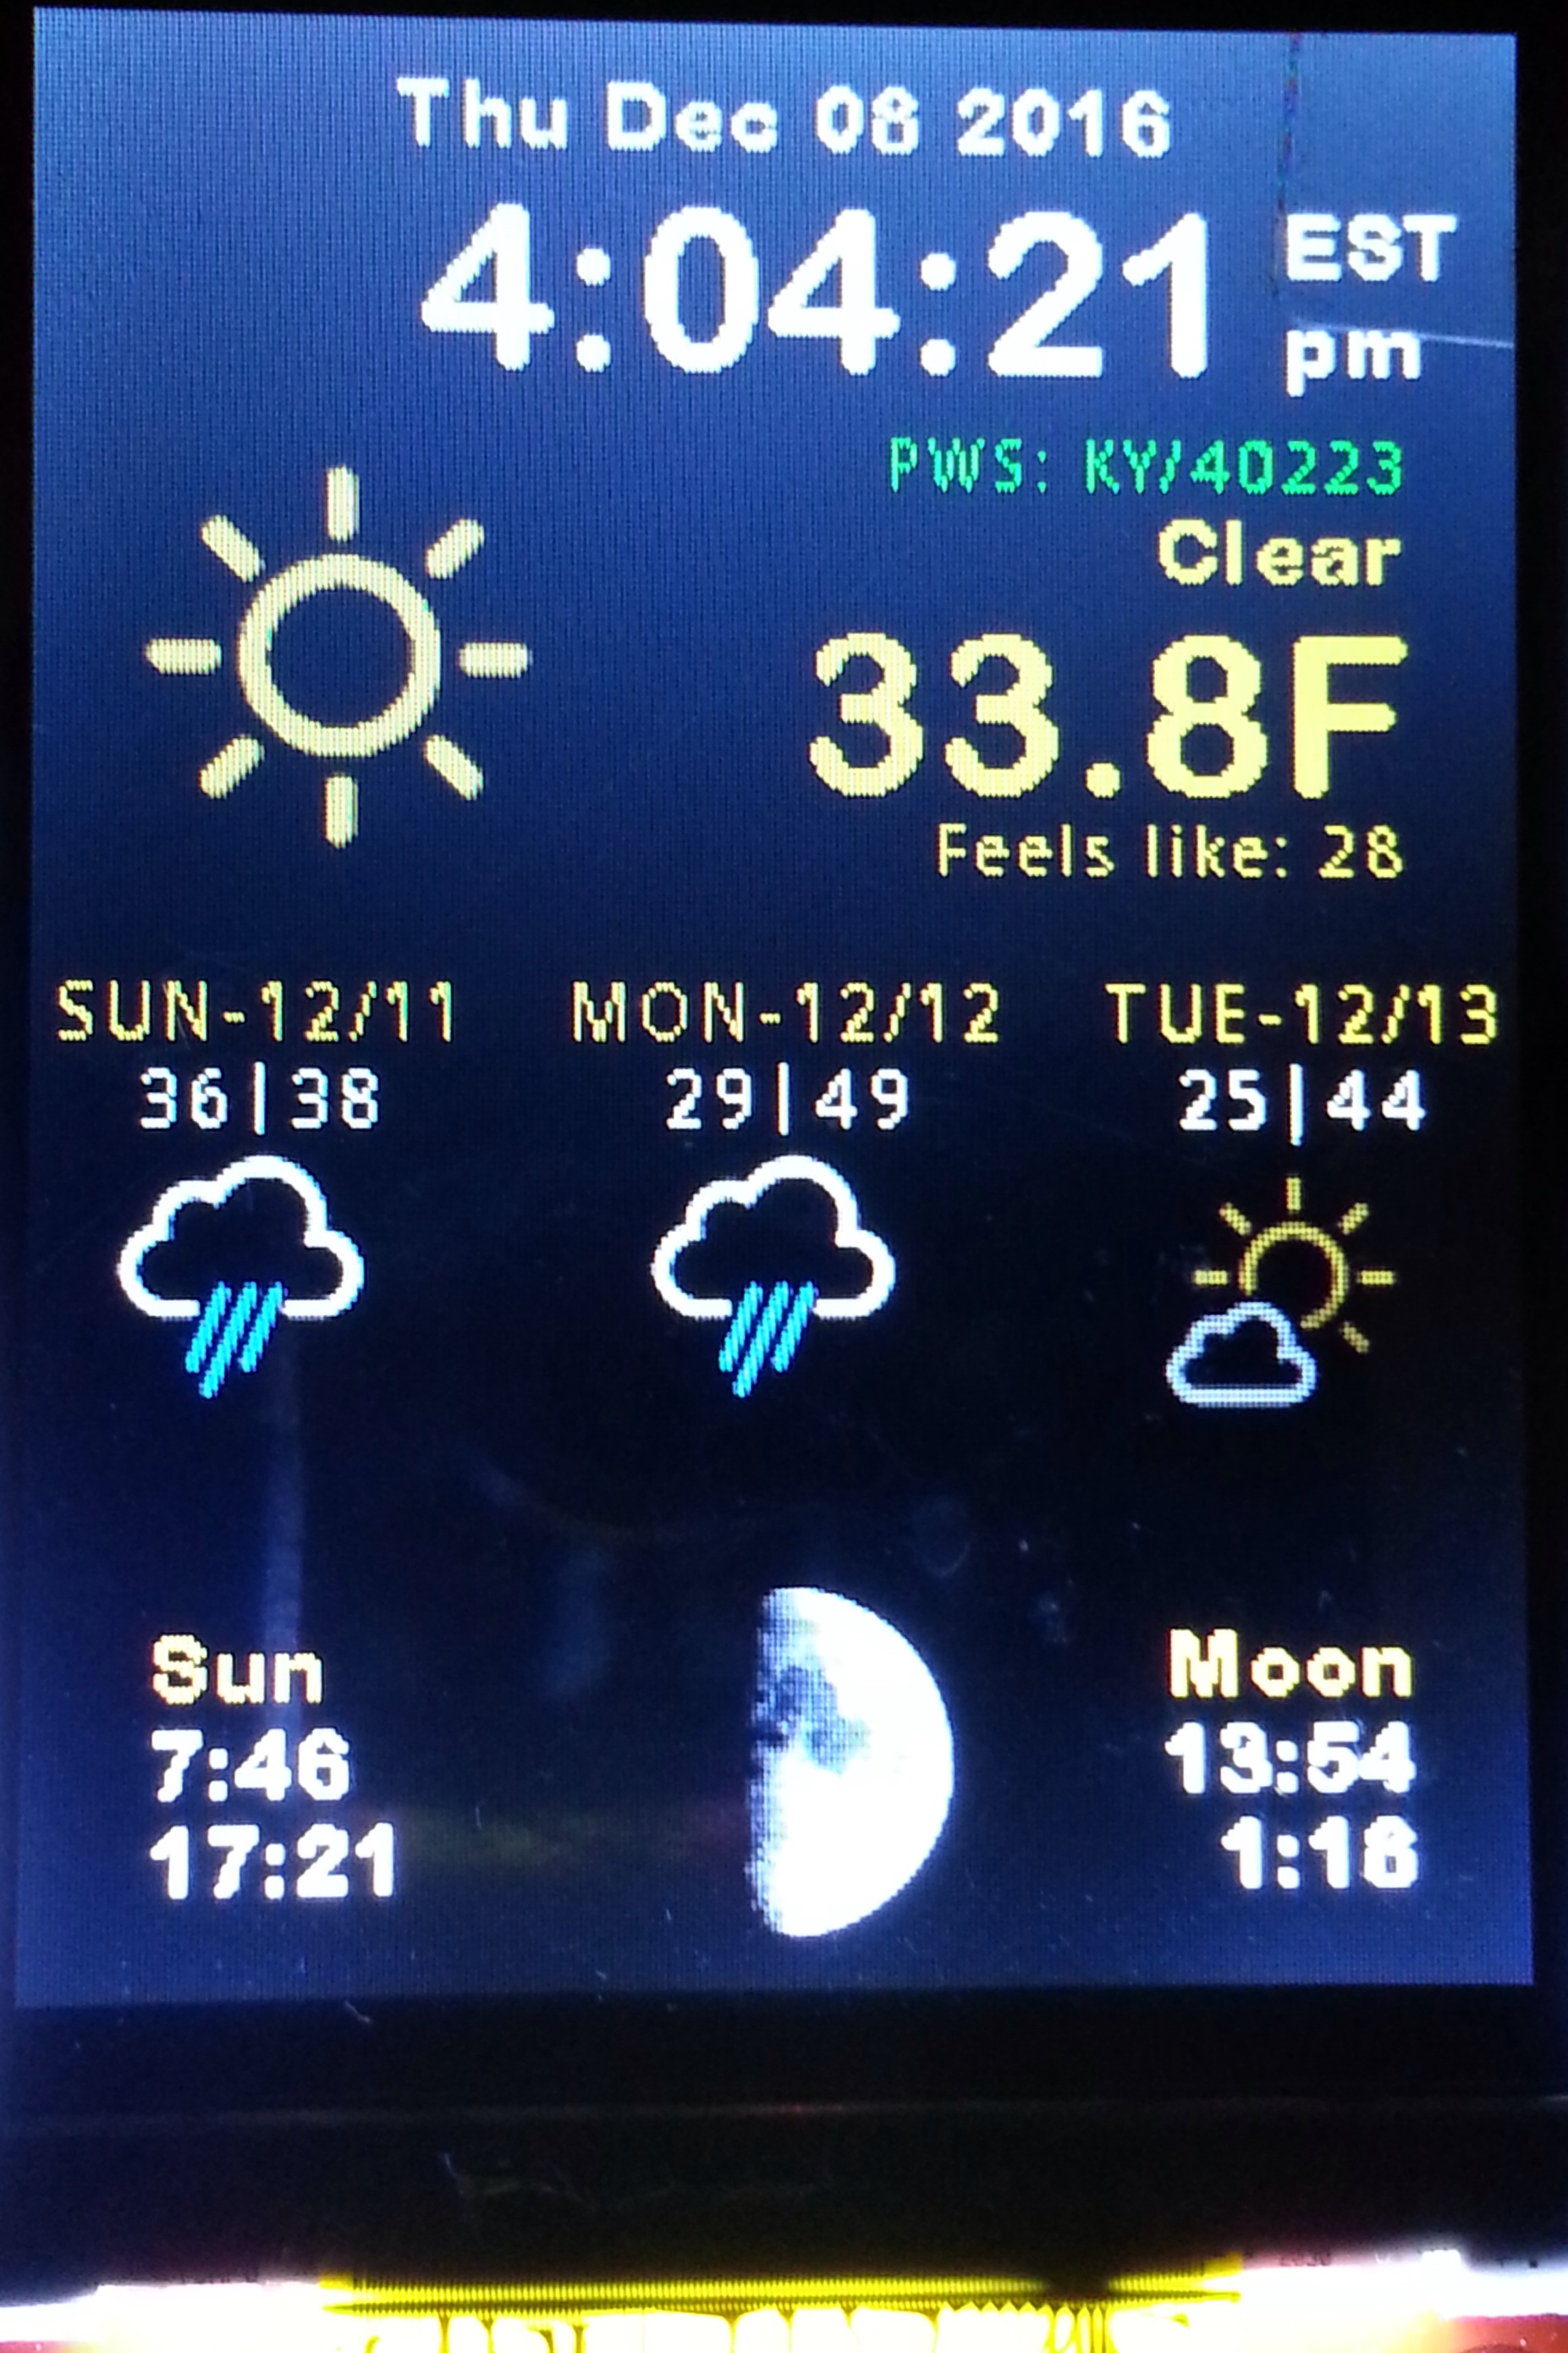 Thu Dec 08 2016
4:04:21 EST
pm
PWS: KY/40223
Clear
33.8F
Feels like: 28
SUN-12/11 MON-12/12 TUE-12/13
36|38 29|49 25|44
Sun Moon
7:46 13:54
17:21 1:18